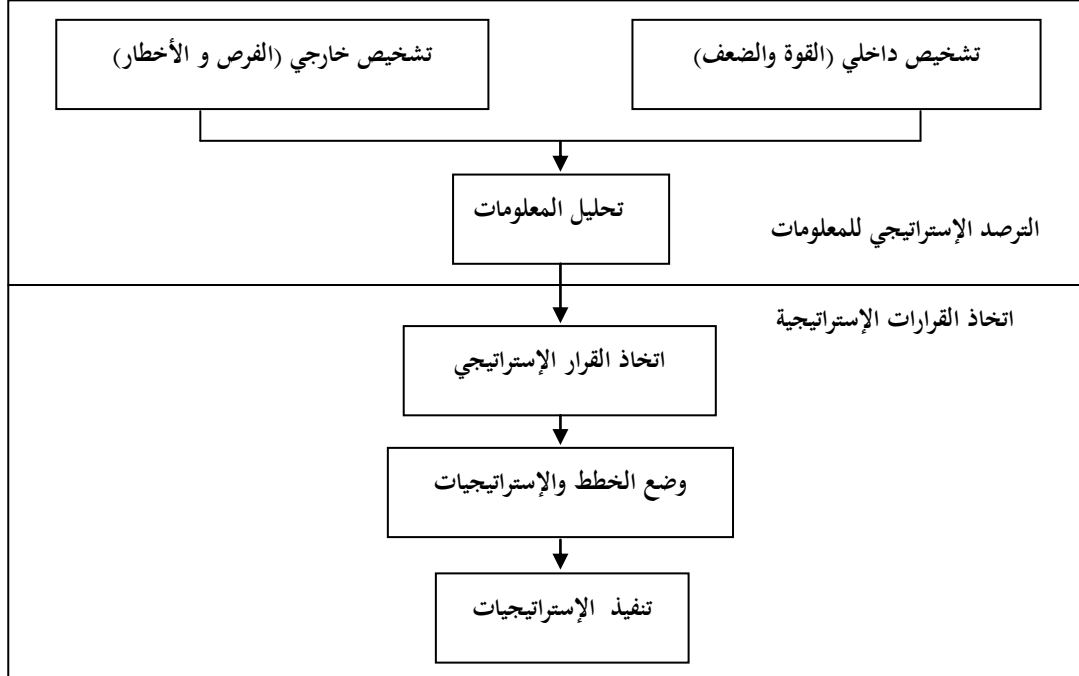 تشخيص داخلي (القوة والضعف)
تشخيص خارجي (الفرص و الأخطار)
تحليل المعلومات
الترصد الإستراتيجي للمعلومات
اتخاذ القرارات الإستراتيجية
اتخاذ القرار الإستراتيجي
وضع الخطط والإستراتيجيات
تنفيذ الإستراتيجيات